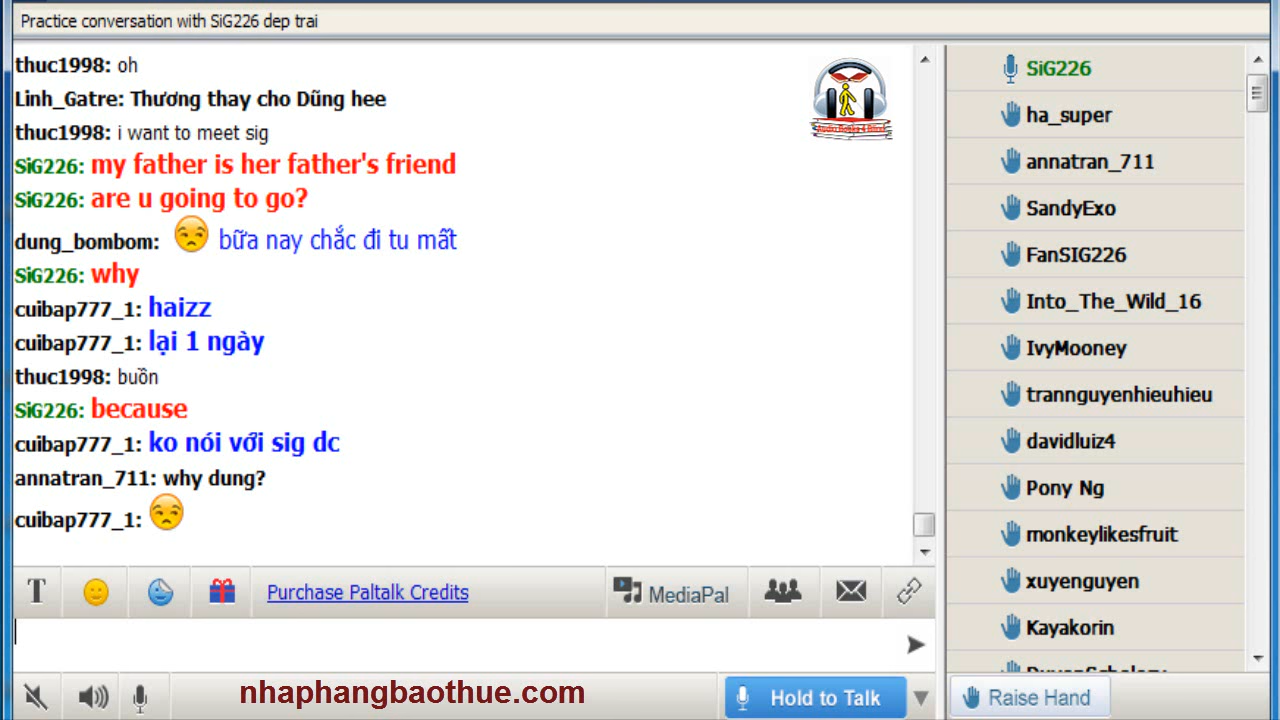 Practice conversation with SiG226 dep trai
thuc1998: oh
Linh_Gatre: Thương thay cho Dũng hee
thuc1998: i want to meet sig
SiG226: my father is her father's friend
SiG226: are u going to go?
dung_bombom: bữa nay chắc đi tu mất
SiG226: why
cuibap777_1: haizz
cuibap777_1: lại 1 ngày
thuc1998: buồn
SiG226: because
cuibap777_1: ko nói với sig dc
annatran_711: why dung?
cuibap777_1:
T
Purchase Paltalk Credits
MediaPal
nhaphangbaothue.com
Hold to Talk
SiG226
ha_super
annatran_711
SandyExo
FanSIG226
Into_The_Wild_16
IvyMooney
trannguyenhieuhieu
davidluiz4
Pony Ng
monkeylikesfruit
xuyenguyen
Kayakorin
Raise Hand